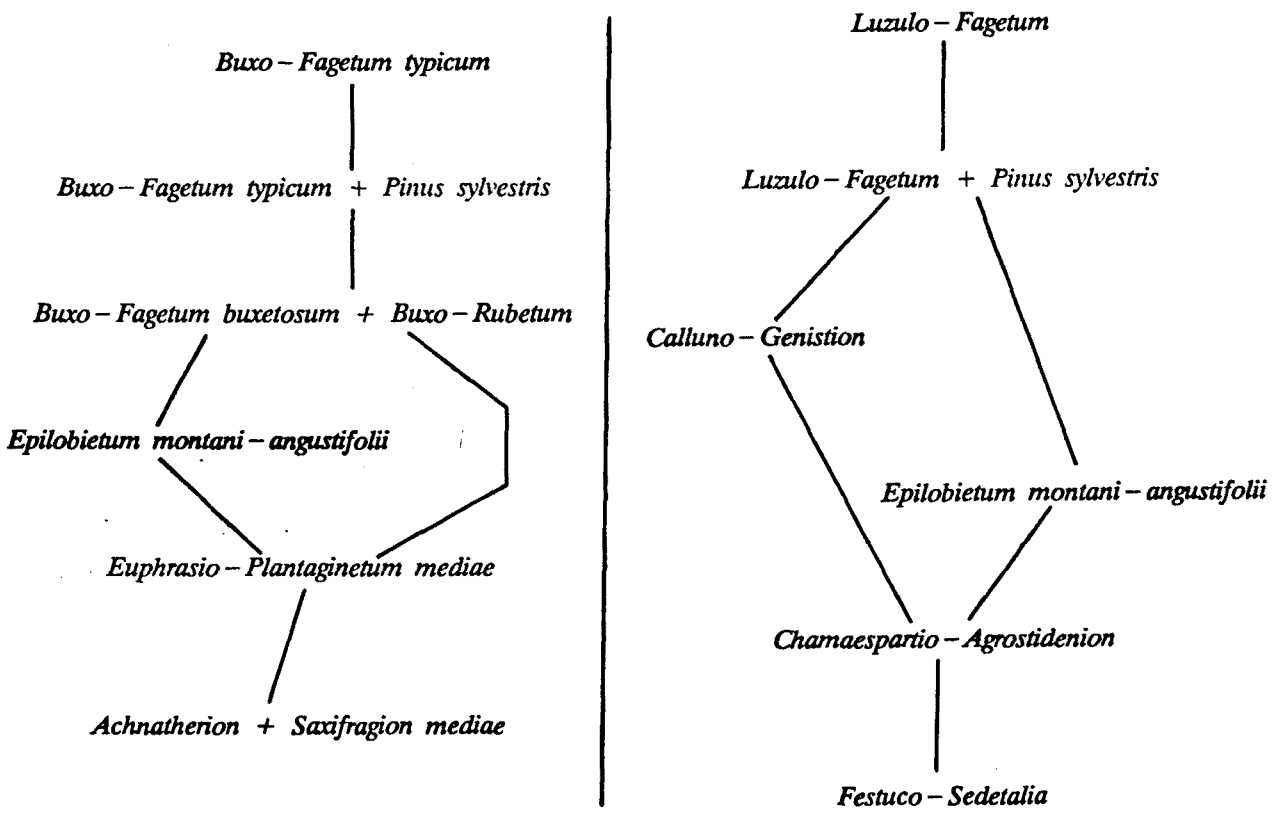 Buxo – Fagetum typicum
Buxo – Fagetum typicum + Pinus sylvestris
Buxo – Fagetum buxetosum + Buxo – Rubetum
Epilobietum montani – angustifolii
Euphrasio – Plantaginetum mediae
Achnatherion + Saxifragion mediae
Luzulo – Fagetum
Luzulo – Fagetum + Pinus sylvestris
Calluno – Genistion
Epilobietum montani – angustifolii
Chamaespartio – Agrostidenion
Festuco – Sedetalia